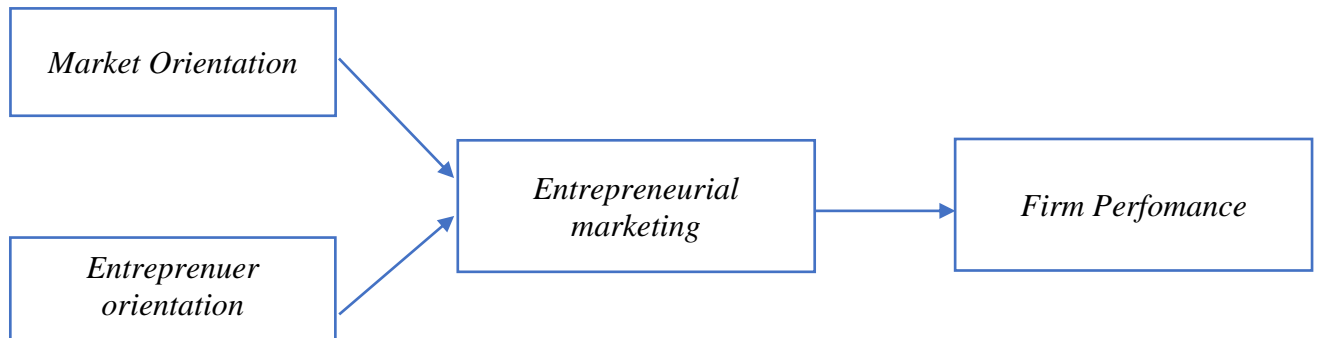 Market Orientation
Entrepreneurial
marketing
Firm Perfomance
Entreprenuer
orientation